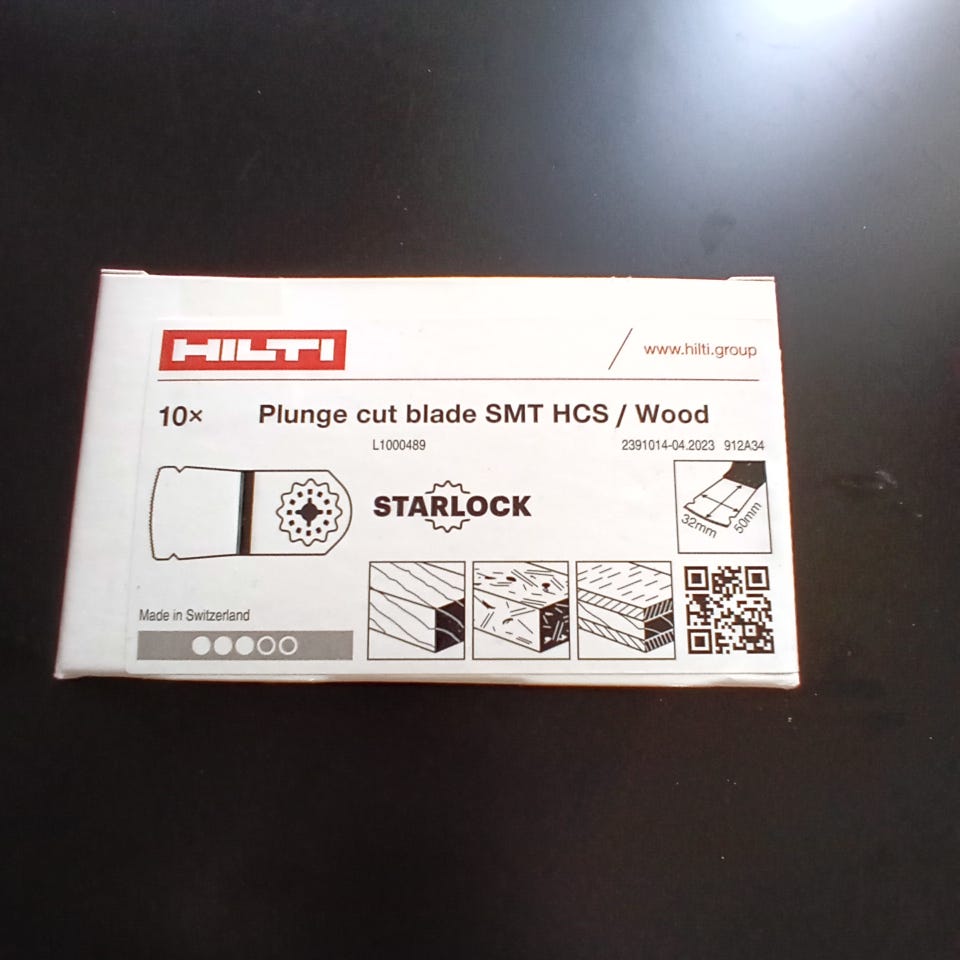 HILTI
www.hilti.group
10× Plunge cut blade SMT HCS / Wood
L1000489 2391014-04.2023 912A34
STARLOCK
32mm 50mm
Made in Switzerland